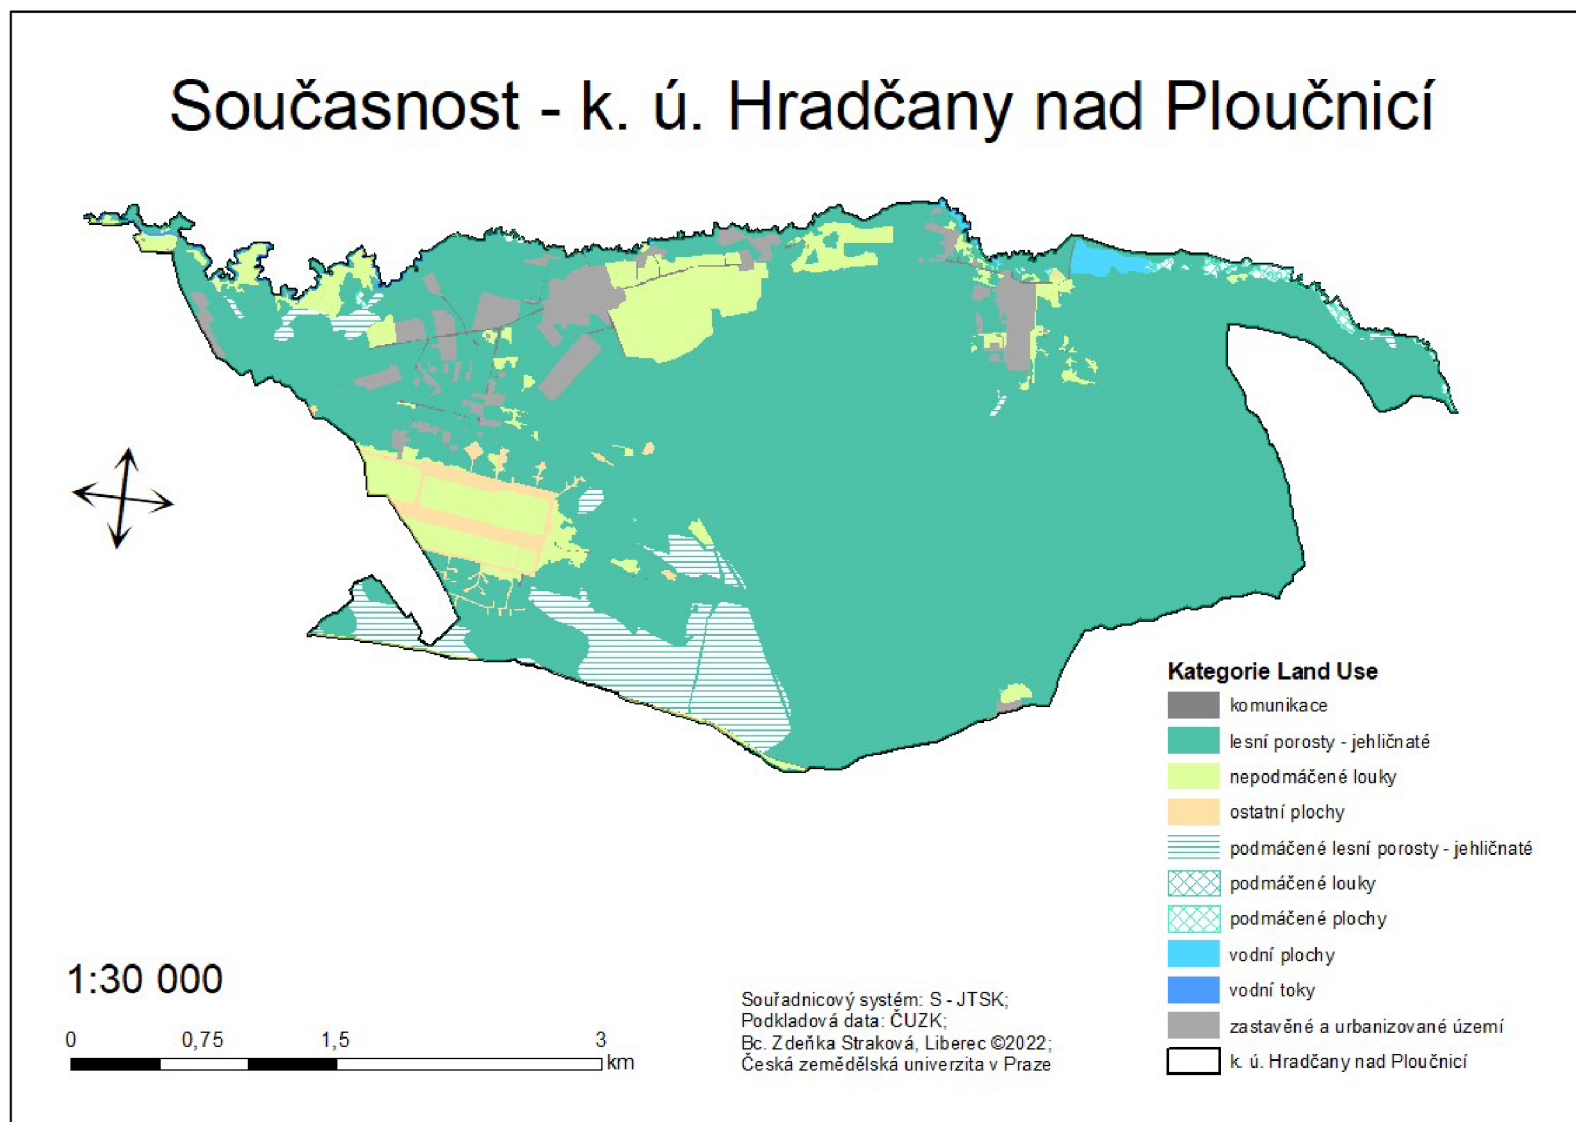 Současnost - k. ú. Hradčany nad Ploučnicí
Kategorie Land Use
komunikace
lesní porosty - jehličnaté
nepodmáčené louky
ostatní plochy
podmáčené lesní porosty - jehličnaté
podmáčené louky
podmáčené plochy
vodní plochy
vodní toky
zastavěné a urbanizované území
k. ú. Hradčany nad Ploučnicí
1:30 000
0 0,75 1,5 3
km
Souřadnicový systém: S - JTSK;
Podkladová data: ČUZK;
Bc. Zdeňka Straková, Liberec ©2022;
Česká zemědělská univerzita v Praze